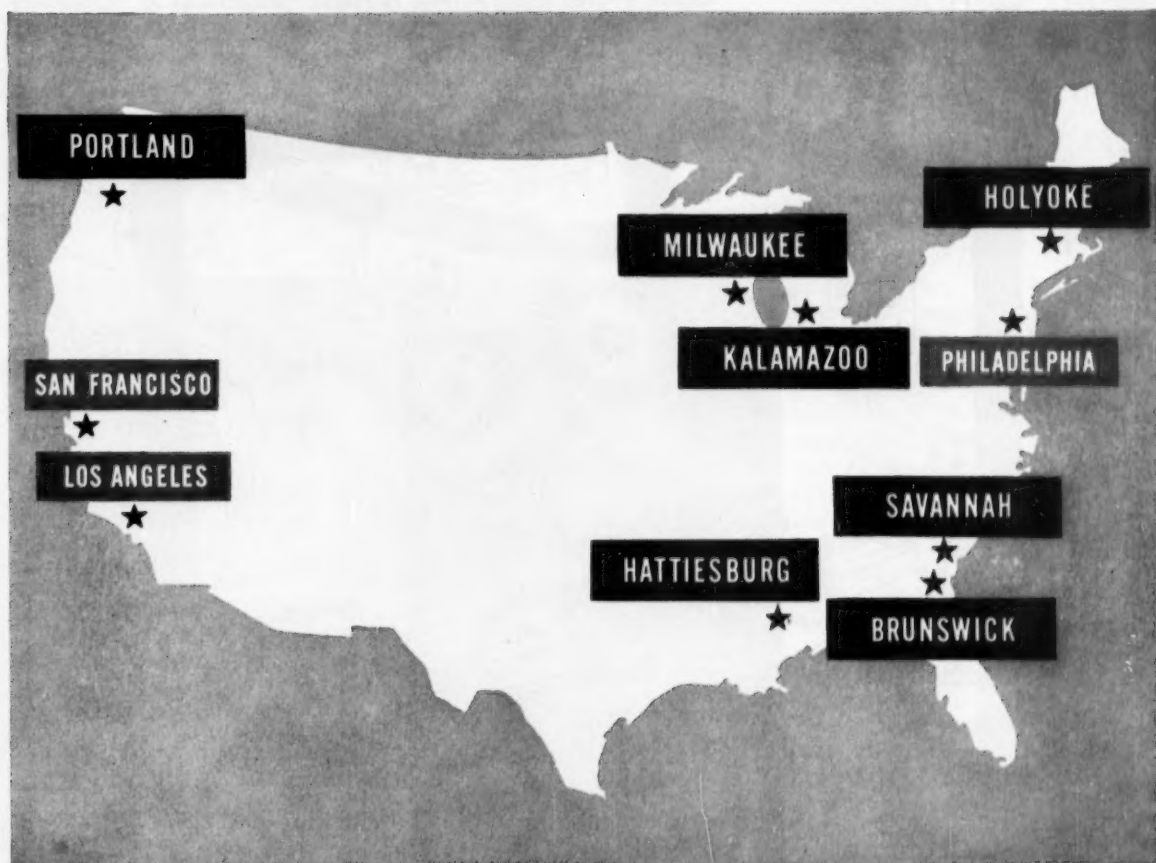 PORTLAND
HOLYOKE
MILWAUKEE
KALAMAZOO
PHILADELPHIA
SAN FRANCISCO
LOS ANGELES
SAVANNAH
HATTIESBURG
BRUNSWICK